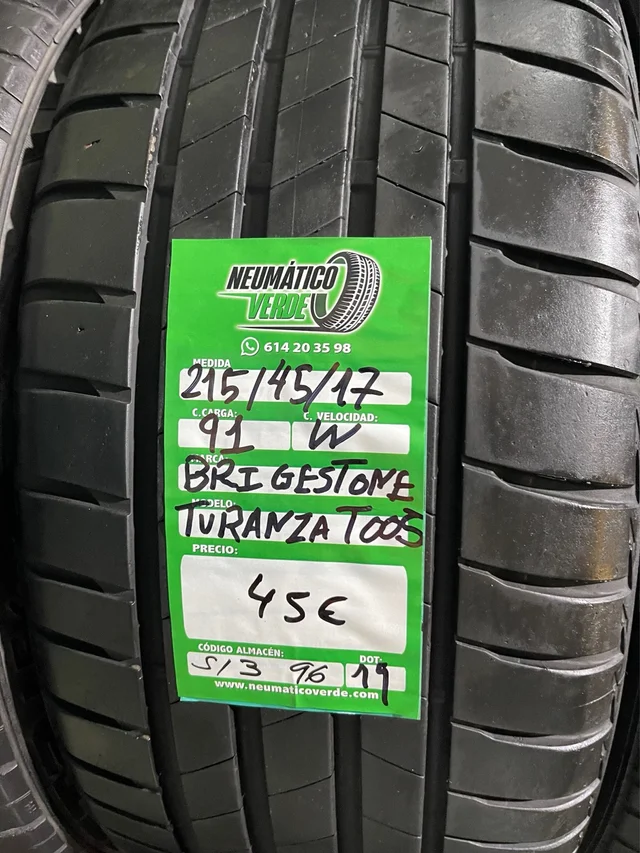 NEUMÁTICO
VERDE
614 20 35 98
MEDIDA
215/45/17
C.CARGA: C. VELOCIDAD:
91 W
MARCA:
BRIGESTONE
MODELO:
TURANZA T005
PRECIO:
45€
CÓDIGO ALMACÉN: DOT:
S/3 96 19
www.neumaticoverde.com